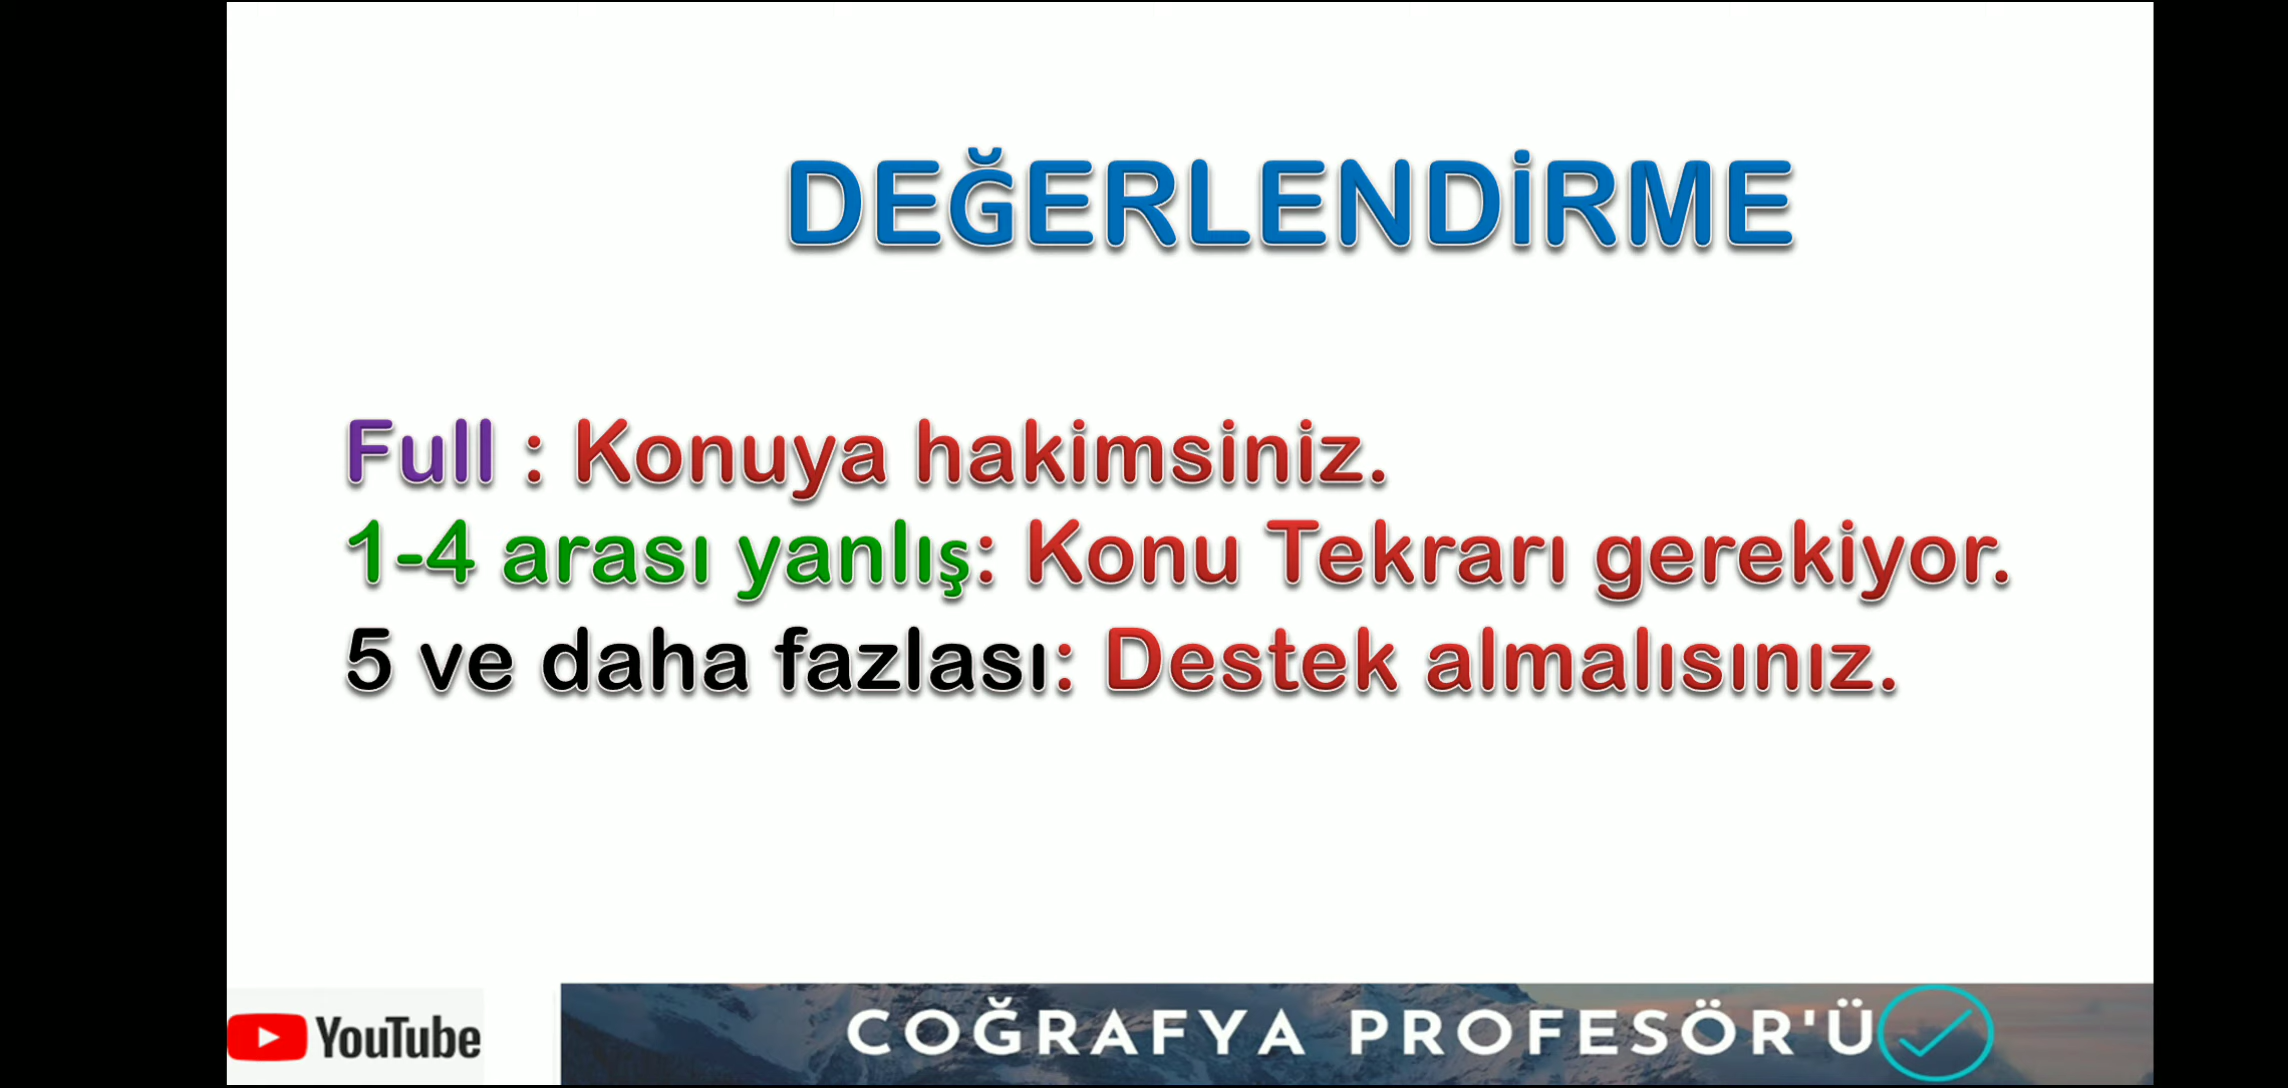 DEĞERLENDİRME
Full : Konuya hakimsiniz.
1-4 arası yanlış: Konu Tekrarı gerekiyor.
5 ve daha fazlası: Destek almalısınız.
YouTube
COĞRAFYA PROFESÖR'Ü